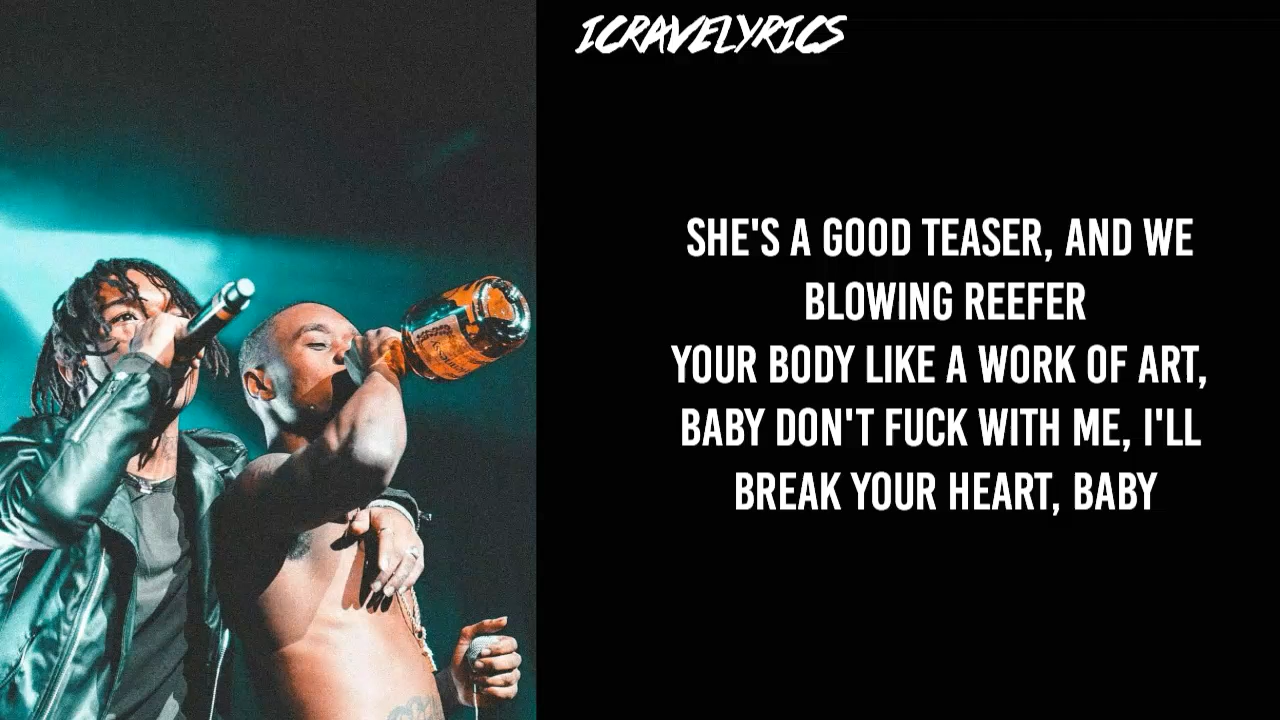 ICRAVELYRICS
SHE'S A GOOD TEASER, AND WE
BLOWING REEFER
YOUR BODY LIKE A WORK OF ART,
BABY DON'T FUCK WITH ME, I'LL
BREAK YOUR HEART, BABY